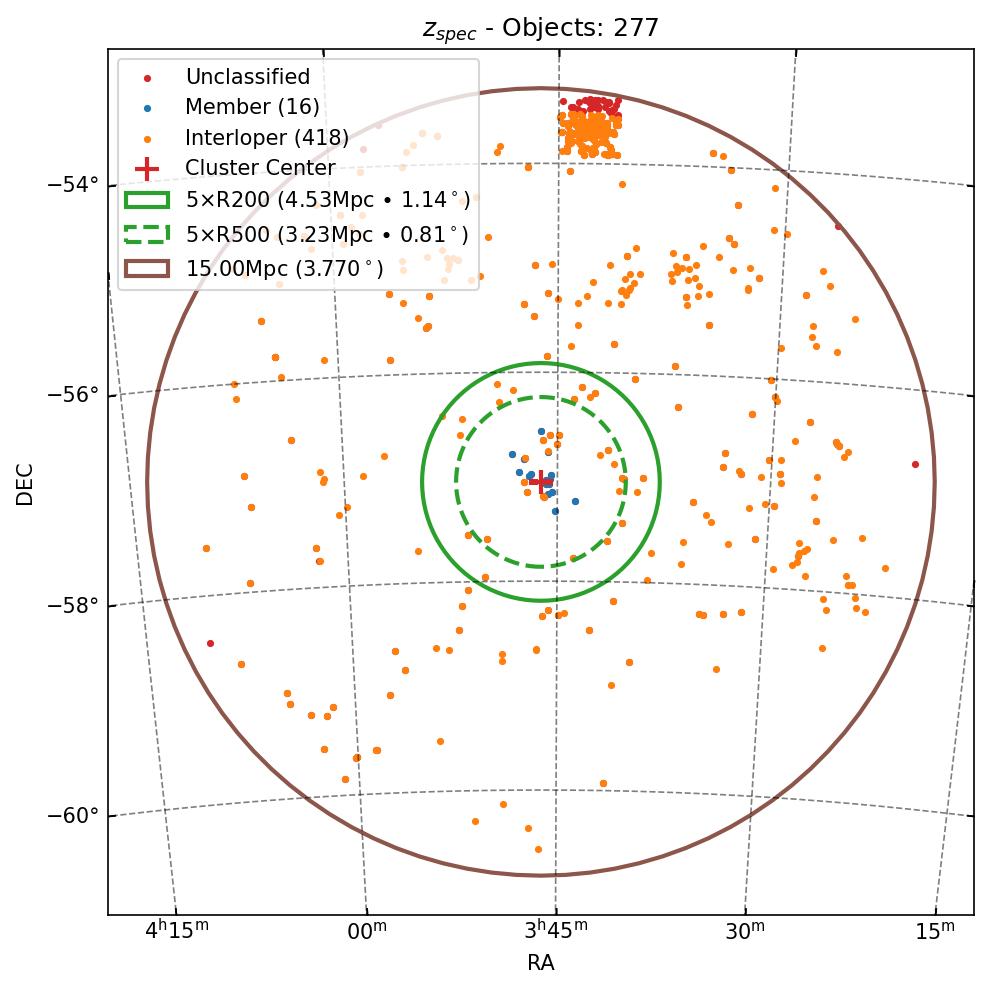 z_spec - Objects: 277
Unclassified
Member (16)
Interloper (418)
Cluster Center
5×R200 (4.53Mpc • 1.14°)
5×R500 (3.23Mpc • 0.81°)
15.00Mpc (3.770°)
−54°
−56°
−58°
−60°
DEC
4ʰ15ᵐ 00ᵐ 3ʰ45ᵐ 30ᵐ 15ᵐ
RA